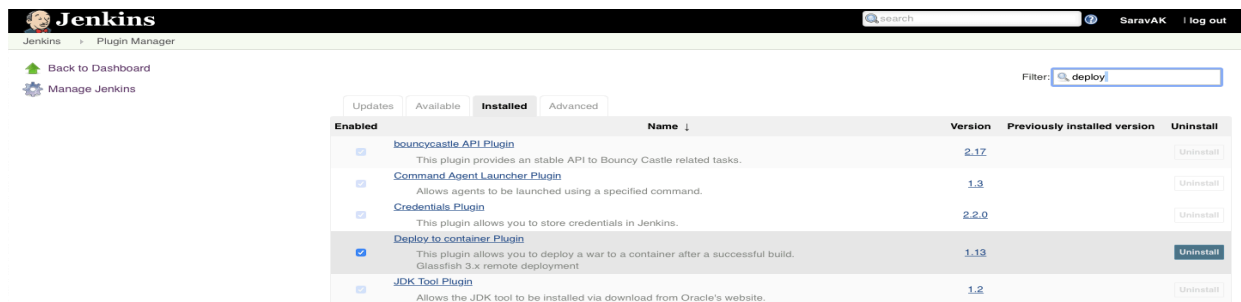 Jenkins
search
SaravAK | log out
Jenkins Plugin Manager
Back to Dashboard
Filter: deploy
Manage Jenkins
Updates Available Installed Advanced
Enabled Name ↓ Version Previously installed version Uninstall
bouncycastle API Plugin
This plugin provides an stable API to Bouncy Castle related tasks.
2.17 Uninstall
Command Agent Launcher Plugin
Allows agents to be launched using a specified command.
1.3 Uninstall
Credentials Plugin
This plugin allows you to store credentials in Jenkins.
2.2.0 Uninstall
Deploy to container Plugin
This plugin allows you to deploy a war to a container after a successful build.
Glassfish 3.x remote deployment
1.13 Uninstall
JDK Tool Plugin
Allows the JDK tool to be installed via download from Oracle's website.
1.2 Uninstall